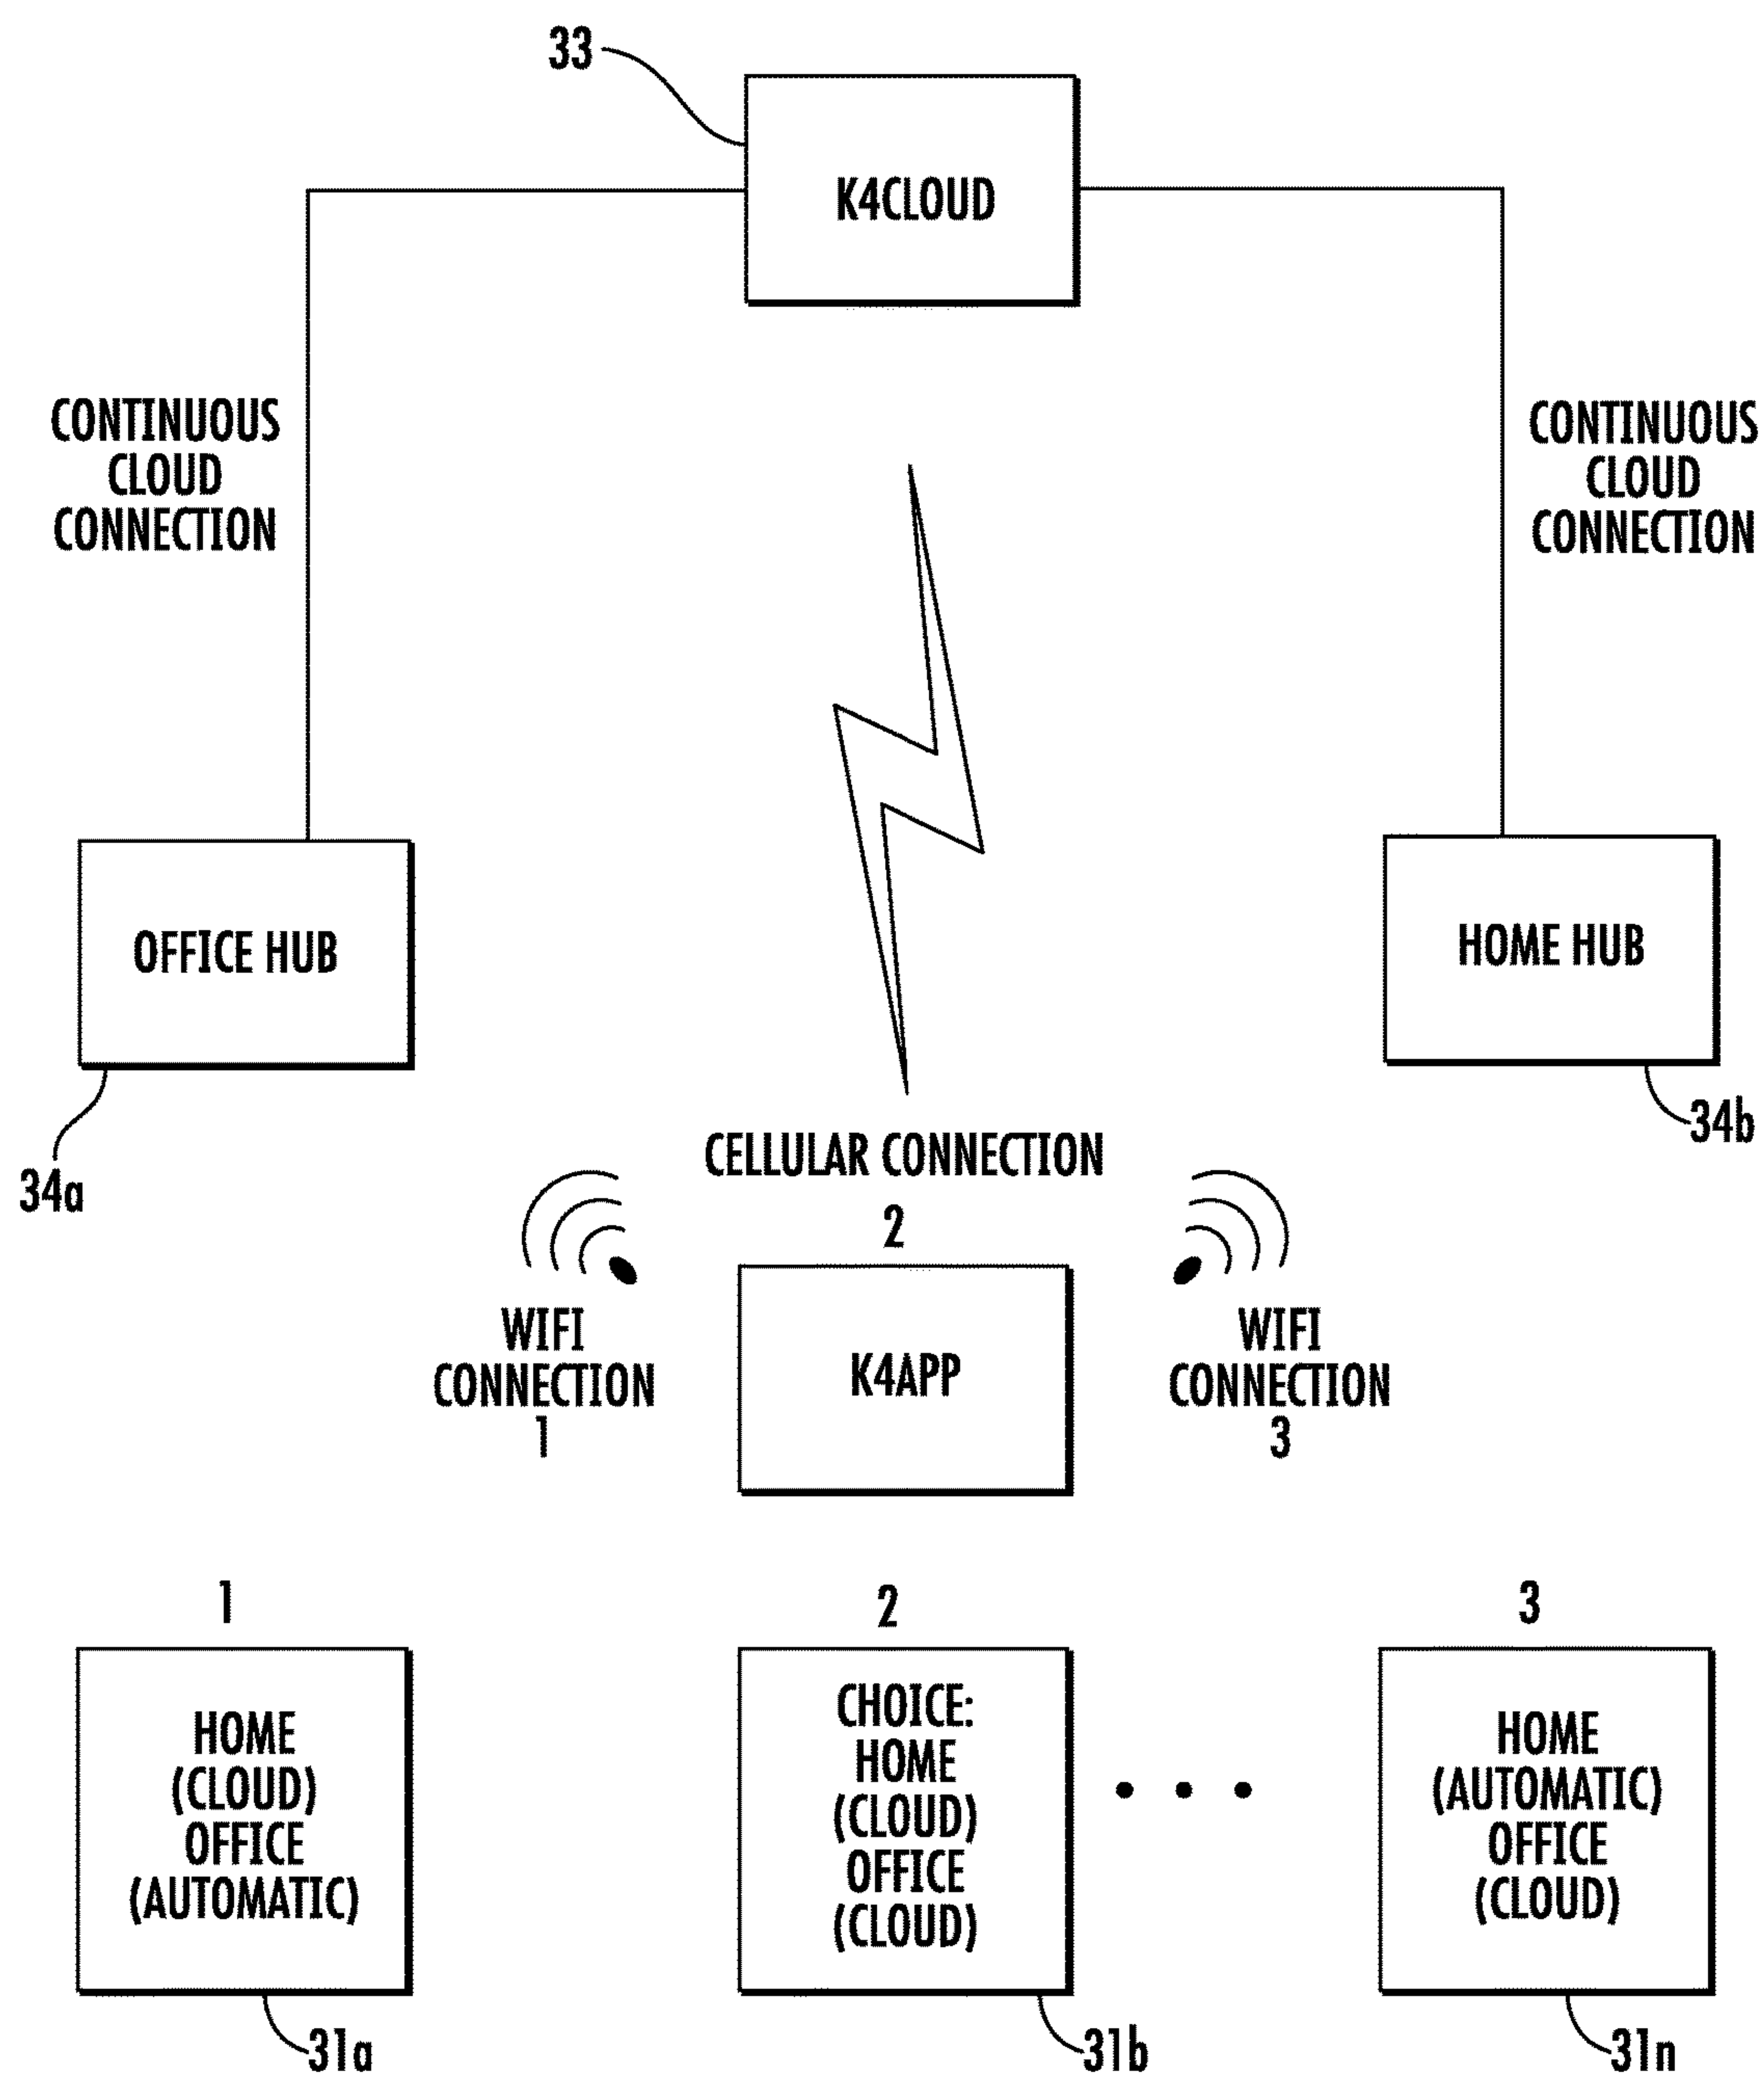 33
K4CLOUD
CONTINUOUS
CLOUD
CONNECTION
CONTINUOUS
CLOUD
CONNECTION
OFFICE HUB
HOME HUB
34a
34b
CELLULAR CONNECTION
2
WIFI
CONNECTION
1
K4APP
WIFI
CONNECTION
3
1
HOME
(CLOUD)
OFFICE
(AUTOMATIC)
31a
2
CHOICE:
HOME
(CLOUD)
OFFICE
(CLOUD)
31b
3
HOME
(AUTOMATIC)
OFFICE
(CLOUD)
31n